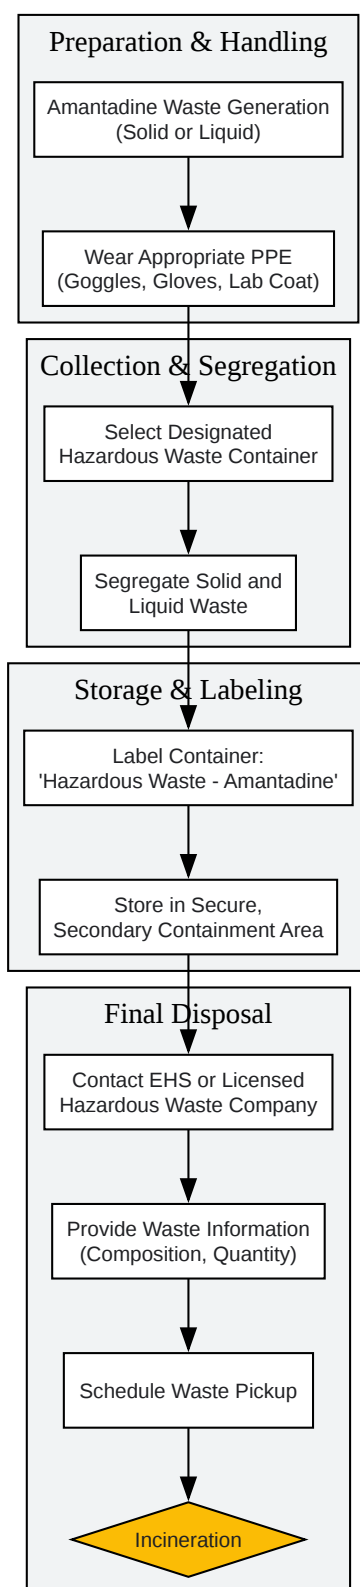 Preparation & Handling
Amantadine Waste Generation
(Solid or Liquid)
Wear Appropriate PPE
(Goggles, Gloves, Lab Coat)
Collection & Segregation
Select Designated
Hazardous Waste Container
Segregate Solid and
Liquid Waste
Storage & Labeling
Label Container:
'Hazardous Waste - Amantadine'
Store in Secure,
Secondary Containment Area
Final Disposal
Contact EHS or Licensed
Hazardous Waste Company
Provide Waste Information
(Composition, Quantity)
Schedule Waste Pickup
Incineration